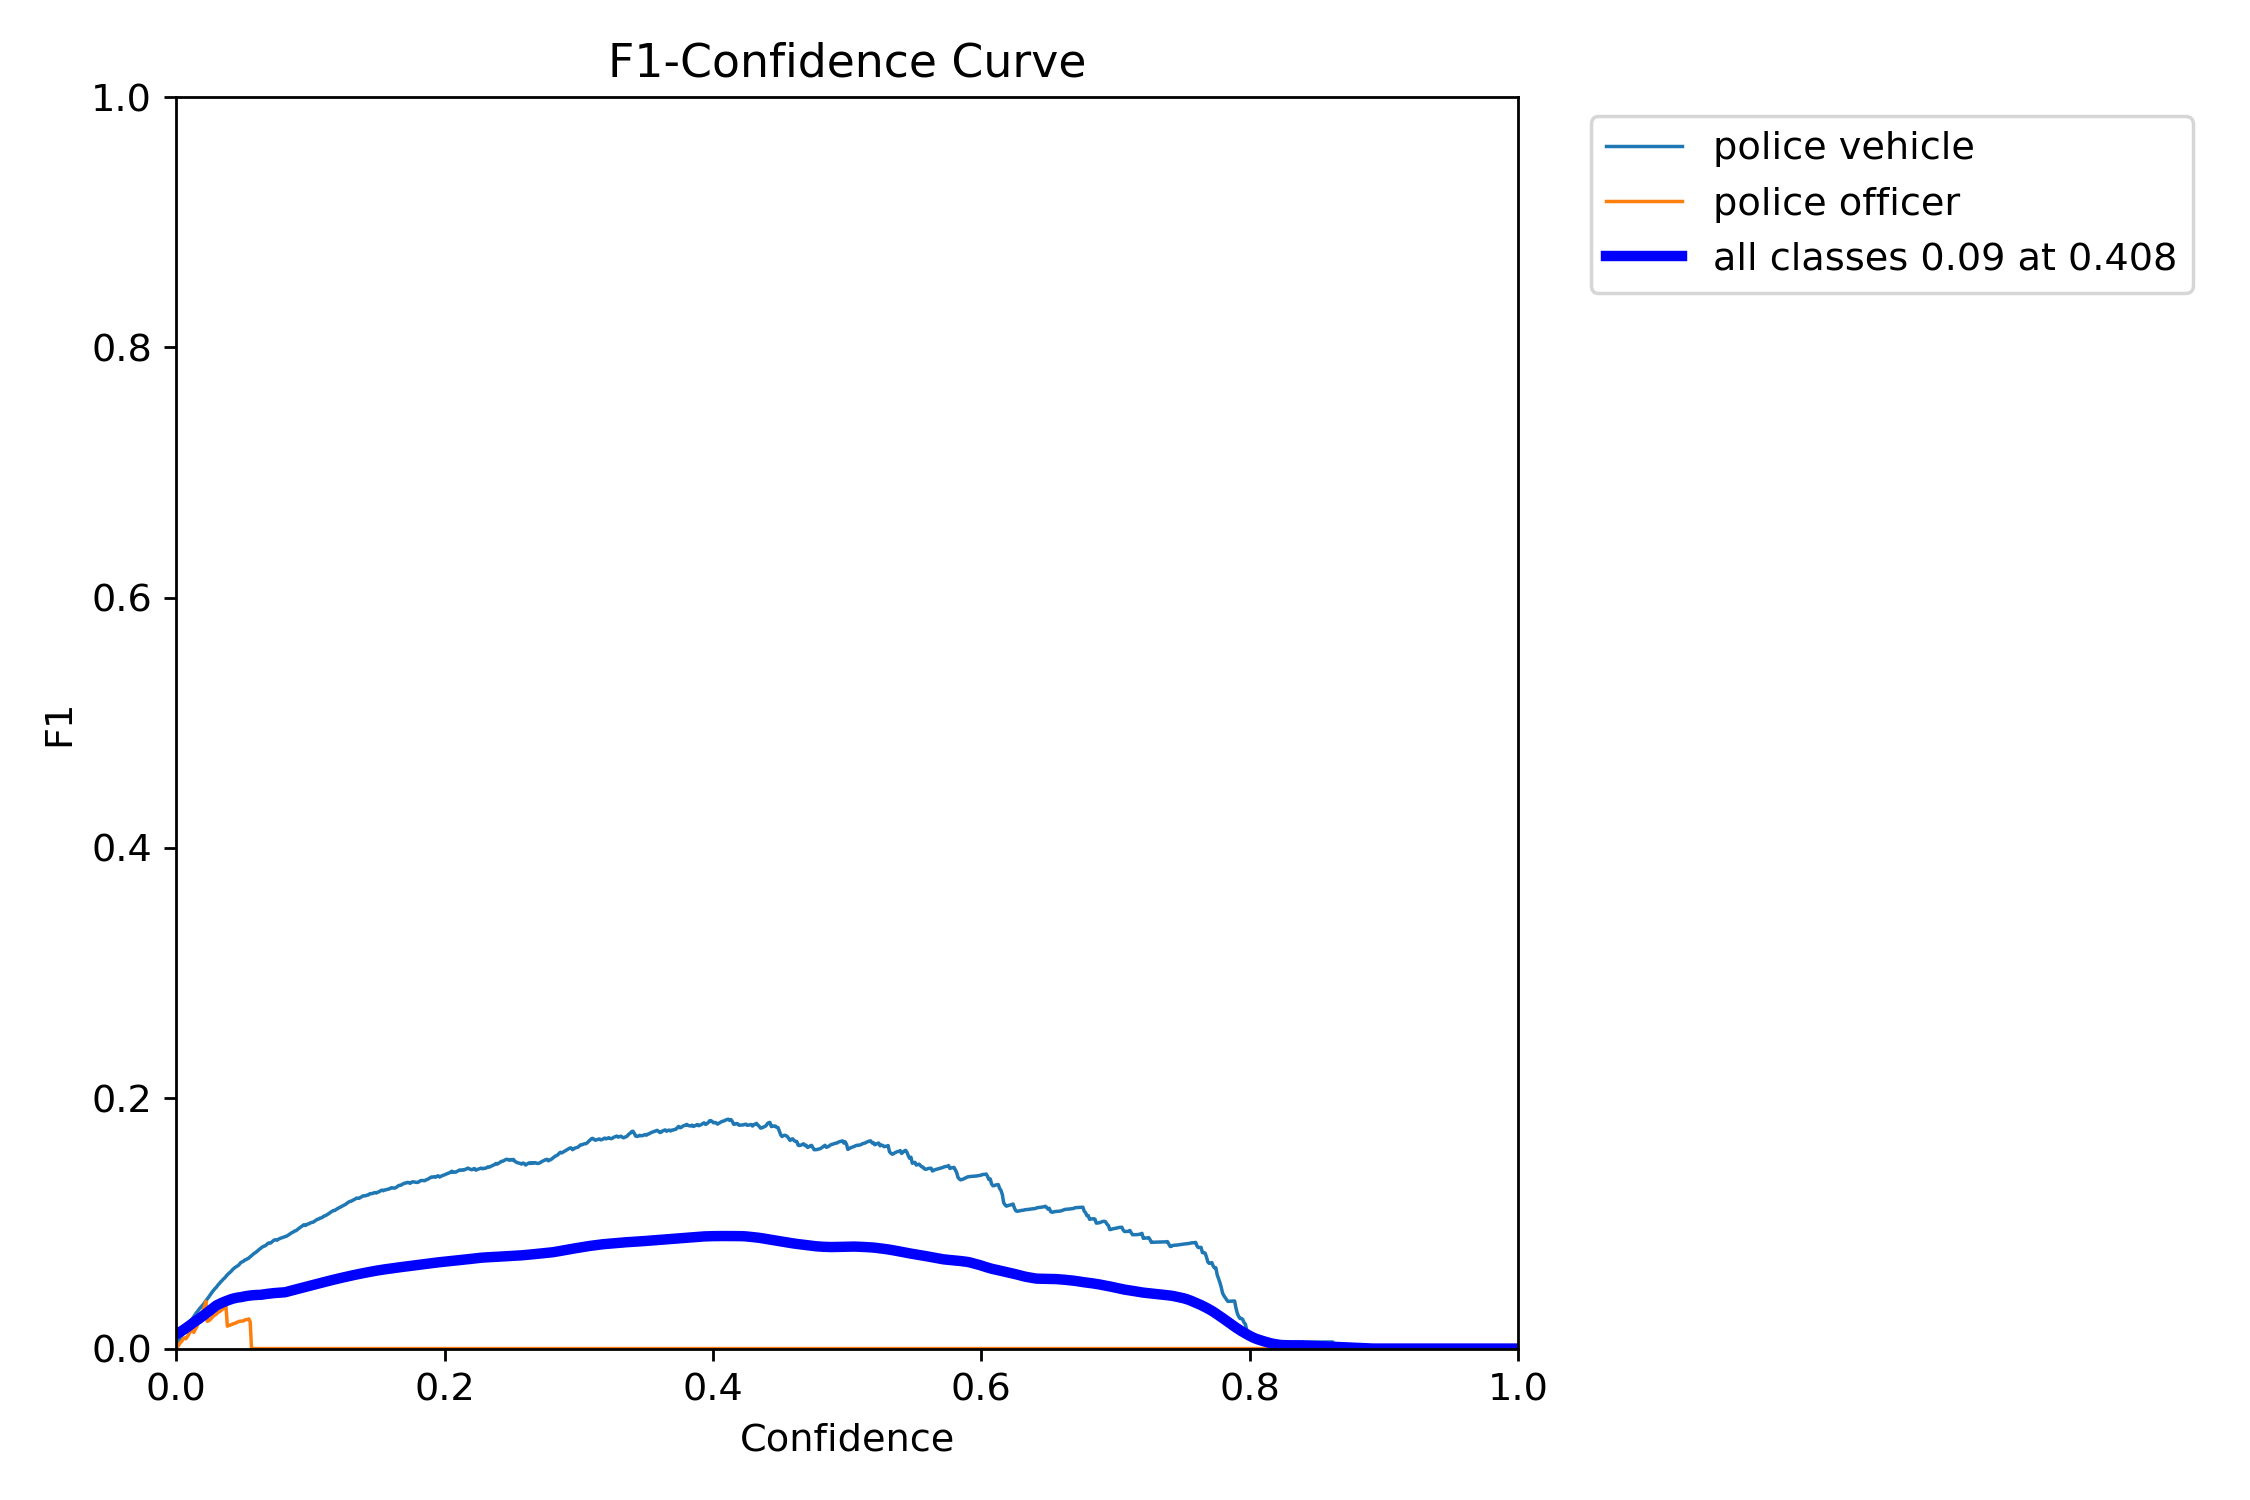 F1-Confidence Curve
1.0
0.8
0.6
0.4
0.2
0.0
F1
0.0 0.2 0.4 0.6 0.8 1.0
Confidence
police vehicle
police officer
all classes 0.09 at 0.408